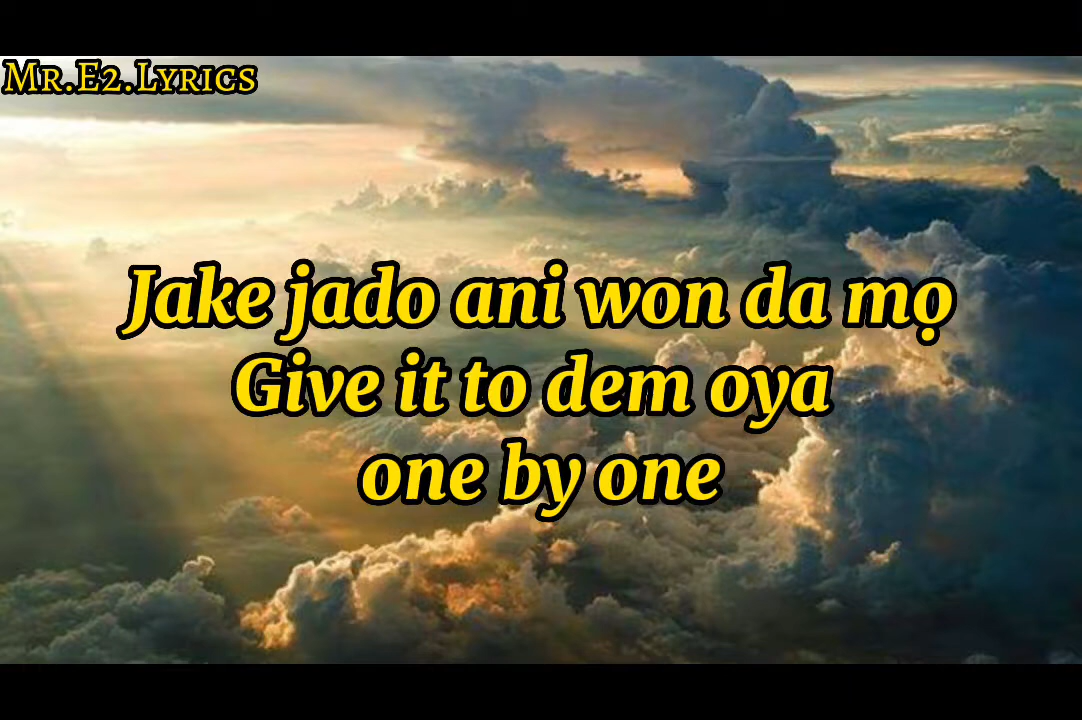 Mr.E2.Lyrics
Jake jado ani won da mọ
Give it to dem oya
one by one